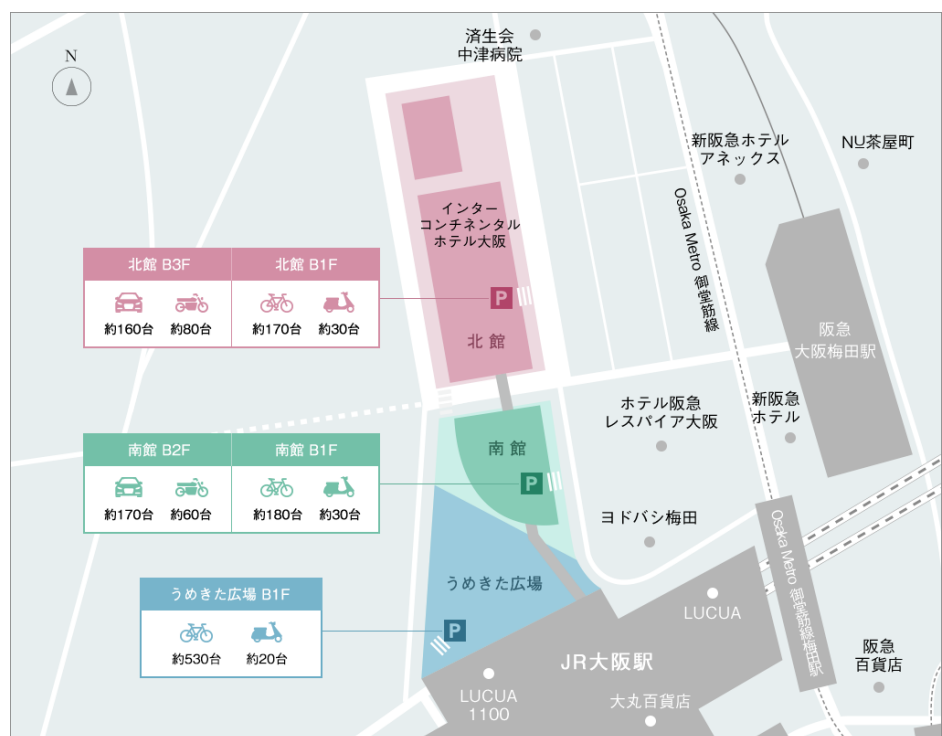 済生会
中津病院
N
新阪急ホテル
アネックス
NU茶屋町
インター
コンチネンタル
ホテル大阪
Osaka Metro 御堂筋線
北館 B3F
北館 B1F
約160台
約80台
約170台
約30台
P
北館
阪急
大阪梅田駅
ホテル阪急
レスパイア大阪
新阪急
ホテル
南館 B2F
南館 B1F
約170台
約60台
約180台
約30台
南館
P
ヨドバシ梅田
Osaka Metro 御堂筋線梅田駅
うめきた広場 B1F
約530台
約20台
うめきた広場
P
LUCUA
JR大阪駅
阪急
百貨店
LUCUA
1100
大丸百貨店